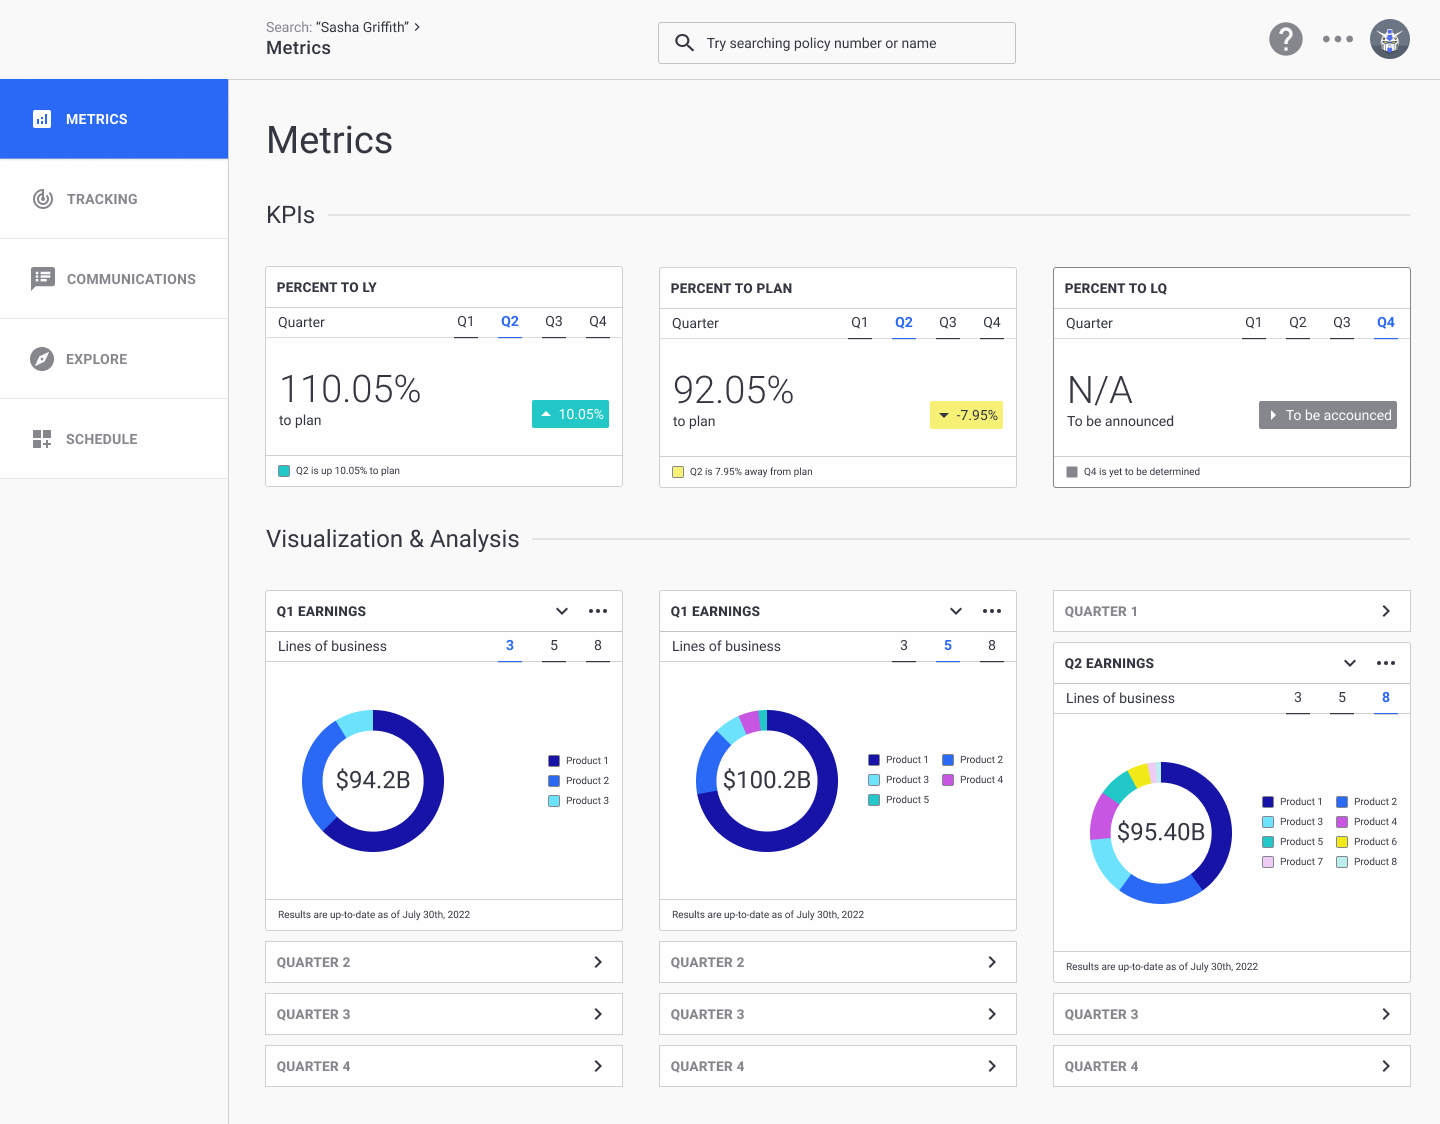 Search: “Sasha Griffith”
Metrics
Try searching policy number or name
?
METRICS
TRACKING
COMMUNICATIONS
EXPLORE
SCHEDULE
Metrics
KPIs
PERCENT TO LY
Quarter Q1 Q2 Q3 Q4
110.05%
to plan
10.05%
Q2 is up 10.05% to plan
PERCENT TO PLAN
Quarter Q1 Q2 Q3 Q4
92.05%
to plan
-7.95%
Q2 is 7.95% away from plan
PERCENT TO LQ
Quarter Q1 Q2 Q3 Q4
N/A
To be announced
To be accounced
Q4 is yet to be determined
Visualization & Analysis
Q1 EARNINGS
Lines of business 3 5 8
$94.2B
Product 1
Product 2
Product 3
Results are up-to-date as of July 30th, 2022
QUARTER 2
QUARTER 3
QUARTER 4
Q1 EARNINGS
Lines of business 3 5 8
$100.2B
Product 1 Product 2
Product 3 Product 4
Product 5
Results are up-to-date as of July 30th, 2022
QUARTER 2
QUARTER 3
QUARTER 4
QUARTER 1
Q2 EARNINGS
Lines of business 3 5 8
$95.40B
Product 1 Product 2
Product 3 Product 4
Product 5 Product 6
Product 7 Product 8
Results are up-to-date as of July 30th, 2022
QUARTER 3
QUARTER 4